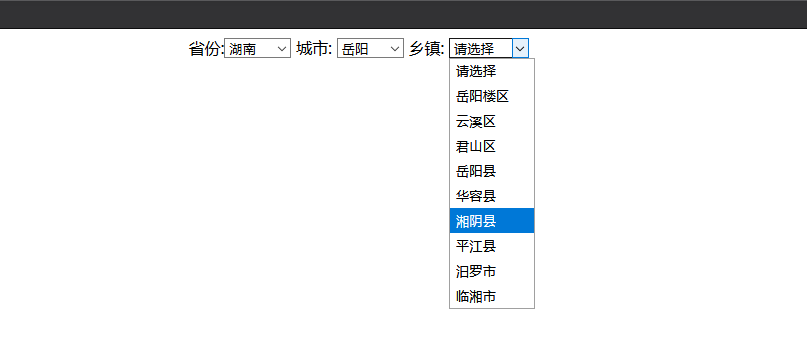 省份:湖南 城市: 岳阳 乡镇: 请选择
请选择
岳阳楼区
云溪区
君山区
岳阳县
华容县
湘阴县
平江县
汨罗市
临湘市